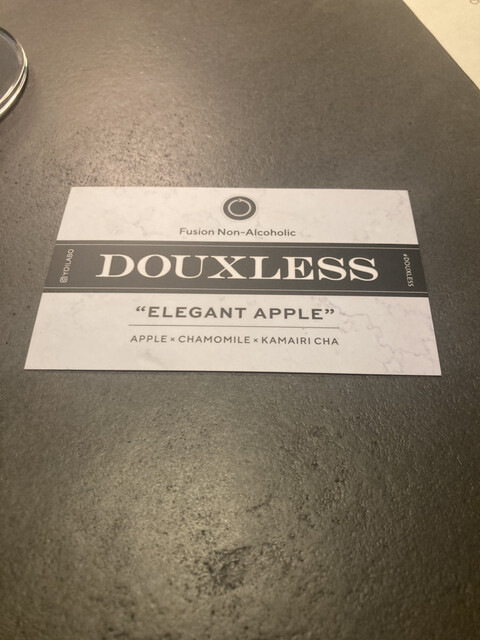 Fusion Non-Alcoholic
@YOILABO
DOUXLESS
#DOUXLESS
“ELEGANT APPLE”
APPLE × CHAMOMILE × KAMAIRI CHA